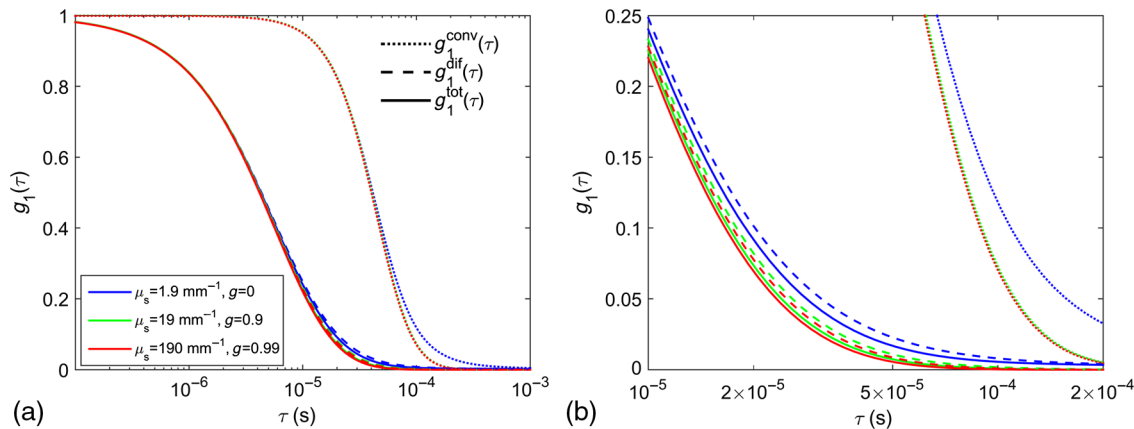 1
0.8
0.6
0.4
0.2
0
g₁(τ)
g₁ᶜᵒⁿᵛ(τ)
g₁ᵈⁱᶠ(τ)
g₁ᵗᵒᵗ(τ)
μₛ=1.9 mm⁻¹, g=0
μₛ=19 mm⁻¹, g=0.9
μₛ=190 mm⁻¹, g=0.99
10⁻⁶ 10⁻⁵ 10⁻⁴ 10⁻³
τ (s)
(a)
0.25
0.2
0.15
0.1
0.05
0
g₁(τ)
10⁻⁵ 2×10⁻⁵ 5×10⁻⁵ 10⁻⁴ 2×10⁻⁴
τ (s)
(b)